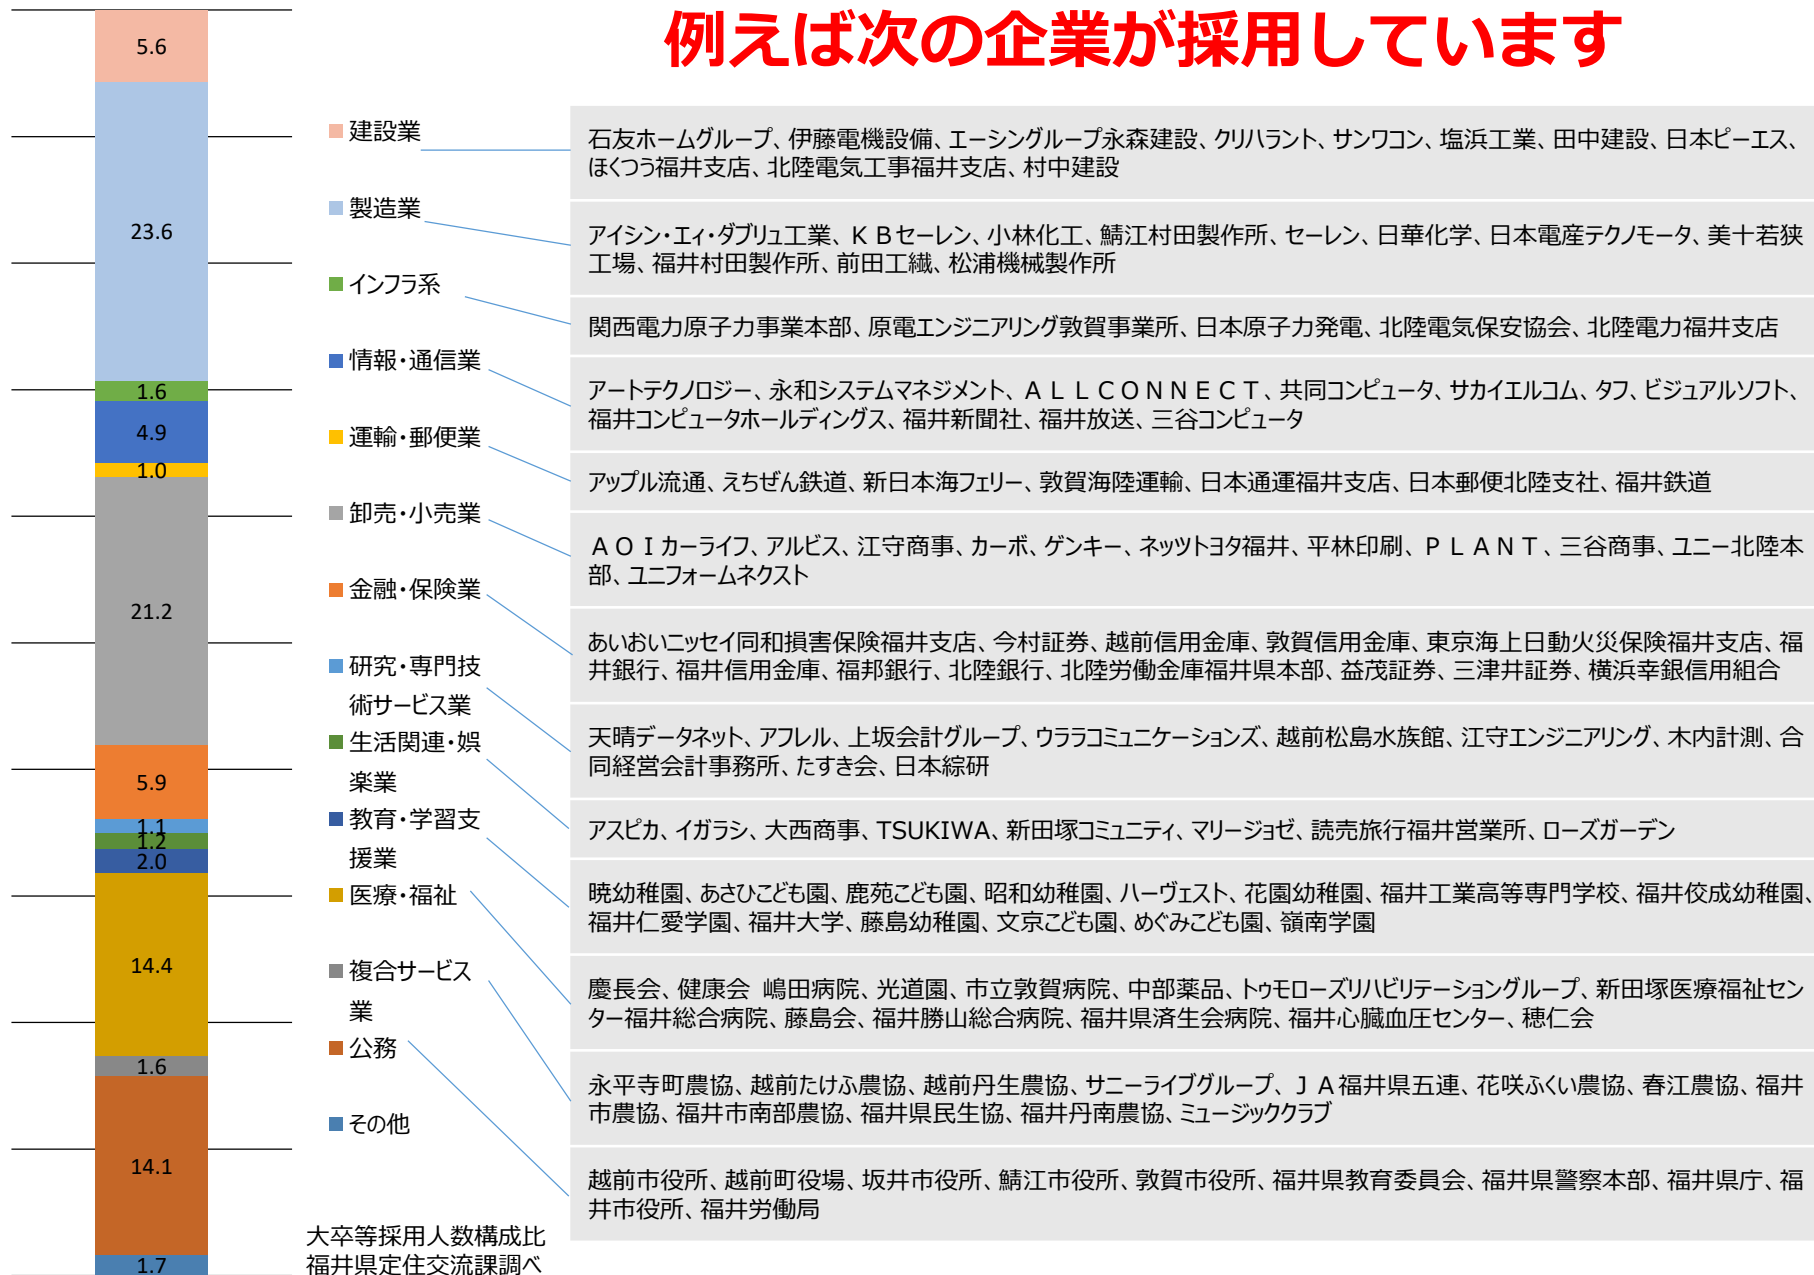 例えば次の企業が採用しています
5.6
23.6
1.6
4.9
1.0
21.2
5.9
1.1
1.2
2.0
14.4
1.6
14.1
1.7
建設業
石友ホームグループ、伊藤電機設備、エーシングループ永森建設、クリハラント、サンワコン、塩浜工業、田中建設、日本ピーエス、
ほくつう福井支店、北陸電気工事福井支店、村中建設
製造業
アイシン・エィ・ダブリュ工業、ＫＢセーレン、小林化工、鯖江村田製作所、セーレン、日華化学、日本電産テクノモータ、美十若狭
工場、福井村田製作所、前田工繊、松浦機械製作所
インフラ系
関西電力原子力事業本部、原電エンジニアリング敦賀事業所、日本原子力発電、北陸電気保安協会、北陸電力福井支店
情報・通信業
アートテクノロジー、永和システムマネジメント、ＡＬＬＣＯＮＮＥＣＴ、共同コンピュータ、サカイエルコム、タフ、ビジュアルソフト、
福井コンピュータホールディングス、福井新聞社、福井放送、三谷コンピュータ
運輸・郵便業
アップル流通、えちぜん鉄道、新日本海フェリー、敦賀海陸運輸、日本通運福井支店、日本郵便北陸支社、福井鉄道
卸売・小売業
ＡＯＩカーライフ、アルビス、江守商事、カーボ、ゲンキー、ネッツトヨタ福井、平林印刷、ＰＬＡＮＴ、三谷商事、ユニー北陸本
部、ユニフォームネクスト
金融・保険業
あいおいニッセイ同和損害保険福井支店、今村証券、越前信用金庫、敦賀信用金庫、東京海上日動火災保険福井支店、福
井銀行、福井信用金庫、福邦銀行、北陸銀行、北陸労働金庫福井県本部、益茂証券、三津井証券、横浜幸銀信用組合
研究・専門技
術サービス業
天晴データネット、アフレル、上坂会計グループ、ウララコミュニケーションズ、越前松島水族館、江守エンジニアリング、木内計測、合
同経営会計事務所、たすき会、日本綜研
生活関連・娯
楽業
アスピカ、イガラシ、大西商事、TSUKIWA、新田塚コミュニティ、マリージョゼ、読売旅行福井営業所、ローズガーデン
教育・学習支
援業
暁幼稚園、あさひこども園、鹿苑こども園、昭和幼稚園、ハーヴェスト、花園幼稚園、福井工業高等専門学校、福井佼成幼稚園、
福井仁愛学園、福井大学、藤島幼稚園、文京こども園、めぐみこども園、嶺南学園
医療・福祉
慶長会、健康会 嶋田病院、光道園、市立敦賀病院、中部薬品、トゥモローズリハビリテーショングループ、新田塚医療福祉セン
ター福井総合病院、藤島会、福井勝山総合病院、福井県済生会病院、福井心臓血圧センター、穂仁会
複合サービス
業
永平寺町農協、越前たけふ農協、越前丹生農協、サニーライブグループ、ＪＡ福井県五連、花咲ふくい農協、春江農協、福井
市農協、福井市南部農協、福井県民生協、福井丹南農協、ミュージッククラブ
公務
越前市役所、越前町役場、坂井市役所、鯖江市役所、敦賀市役所、福井県教育委員会、福井県警察本部、福井県庁、福
井市役所、福井労働局
その他
大卒等採用人数構成比
福井県定住交流課調べ